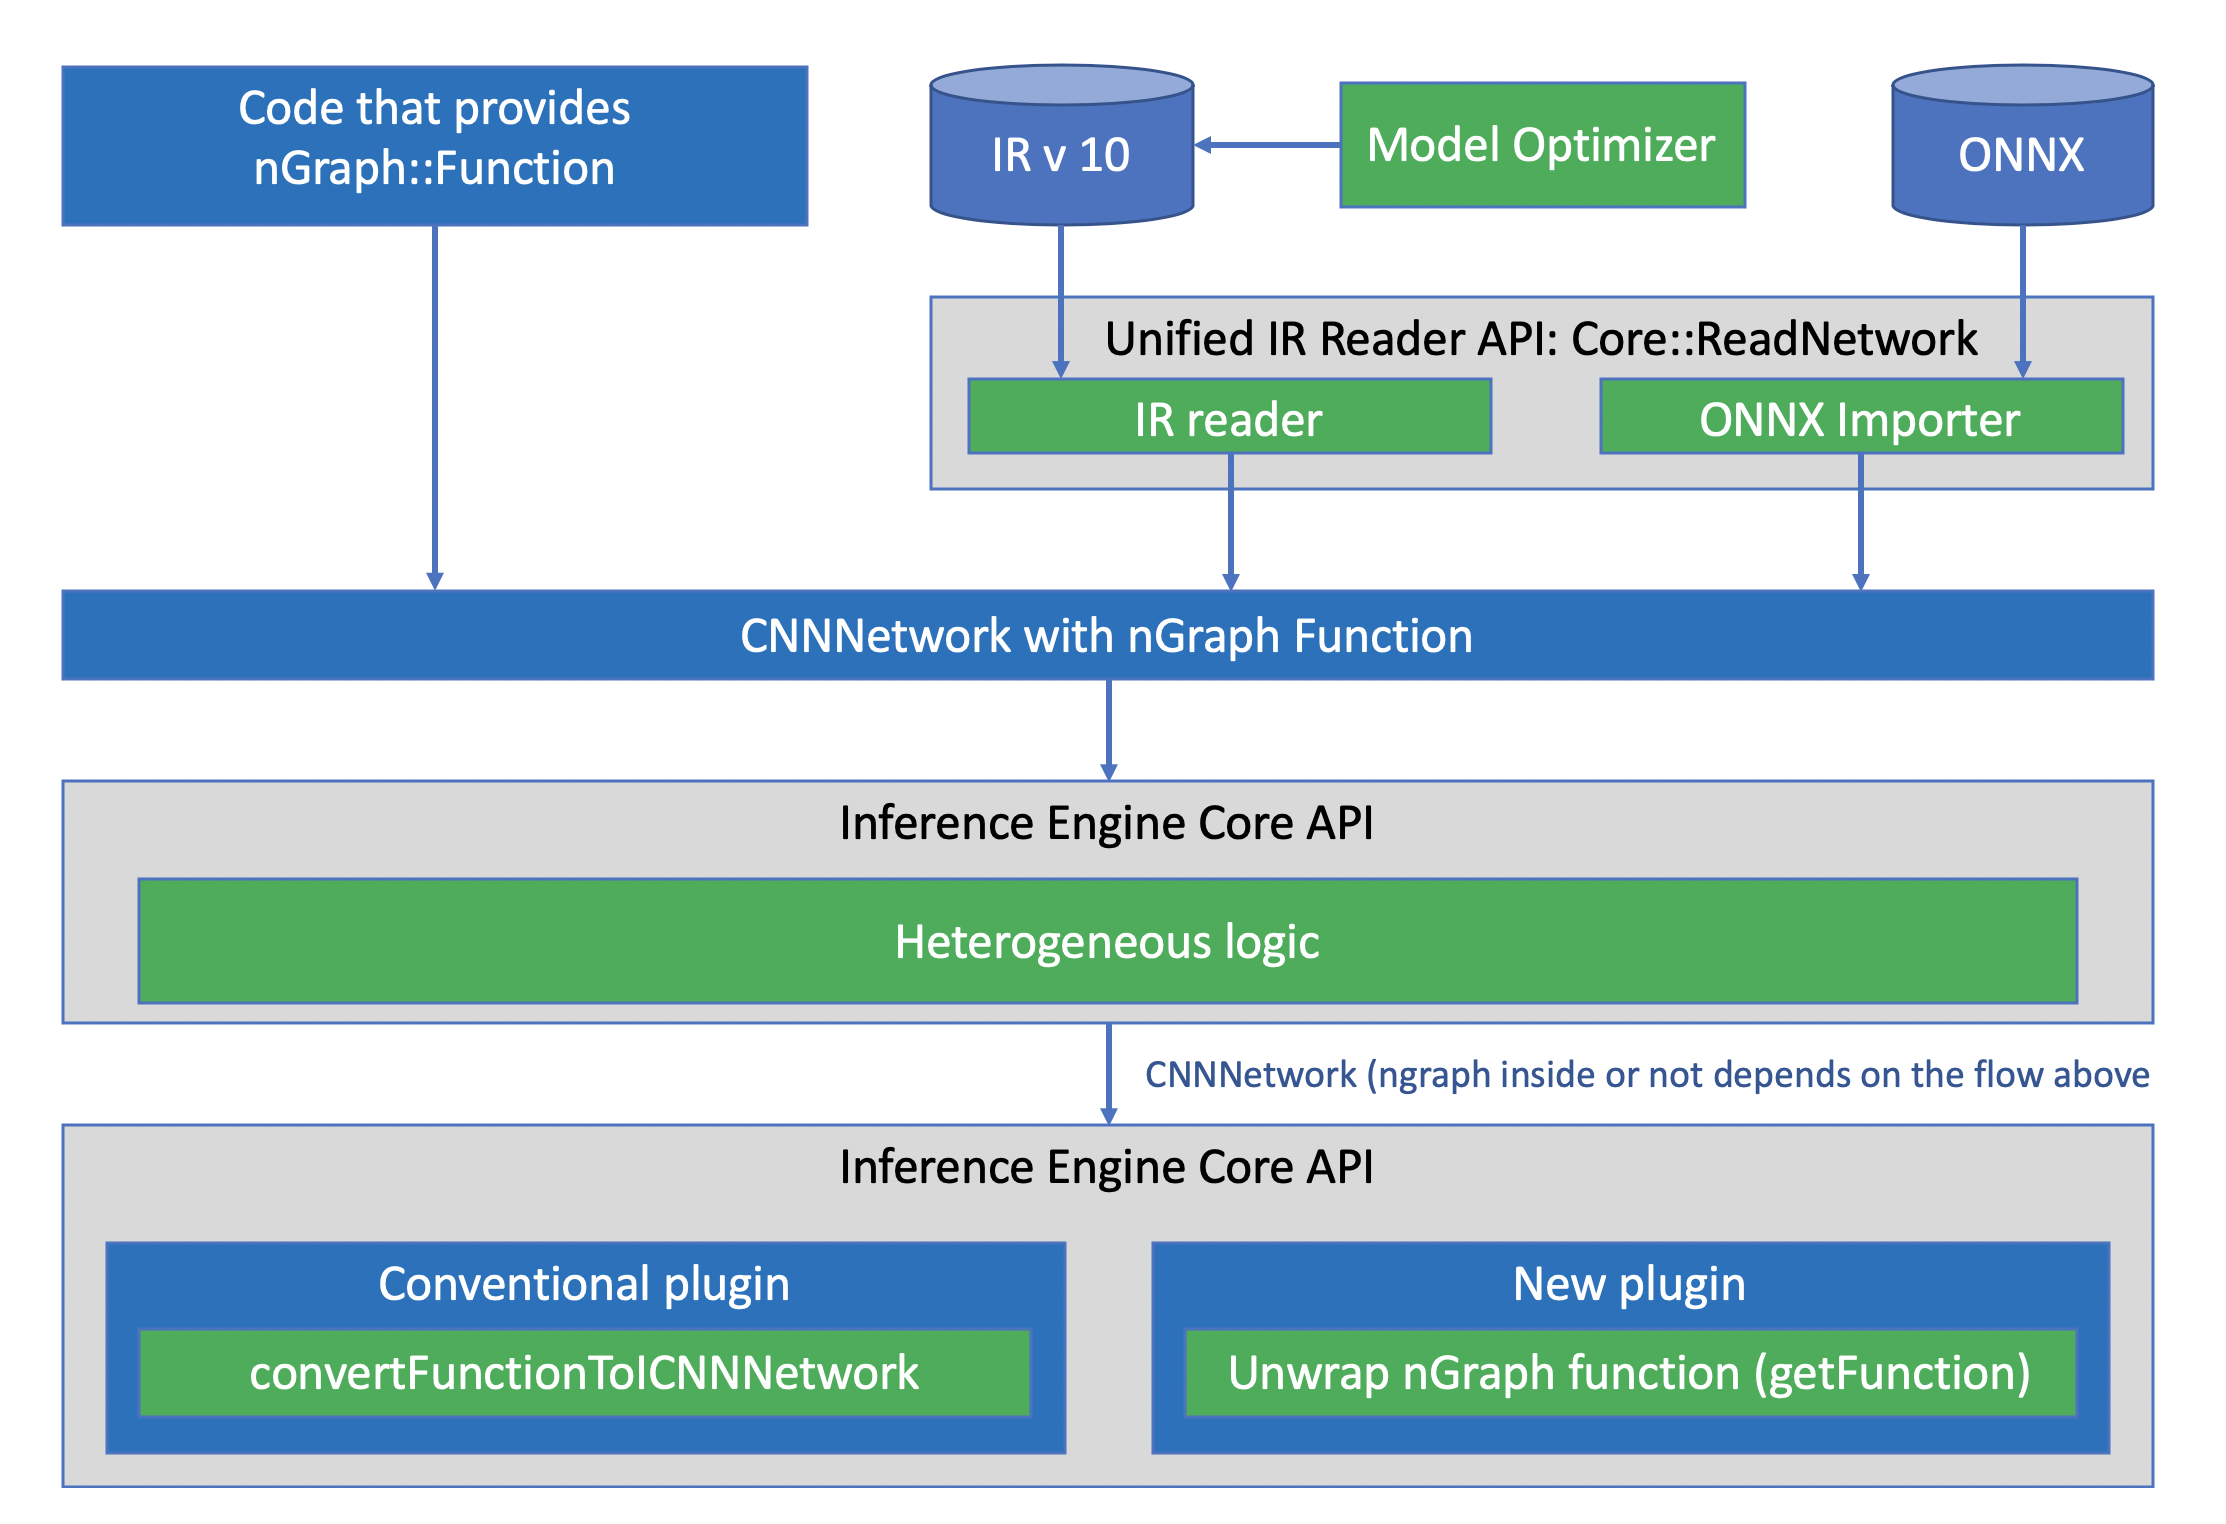 Code that provides
nGraph::Function
IR v 10
Model Optimizer
ONNX
Unified IR Reader API: Core::ReadNetwork
IR reader
ONNX Importer
CNNNetwork with nGraph Function
Inference Engine Core API
Heterogeneous logic
CNNNetwork (ngraph inside or not depends on the flow above
Inference Engine Core API
Conventional plugin
convertFunctionToICNNNetwork
New plugin
Unwrap nGraph function (getFunction)